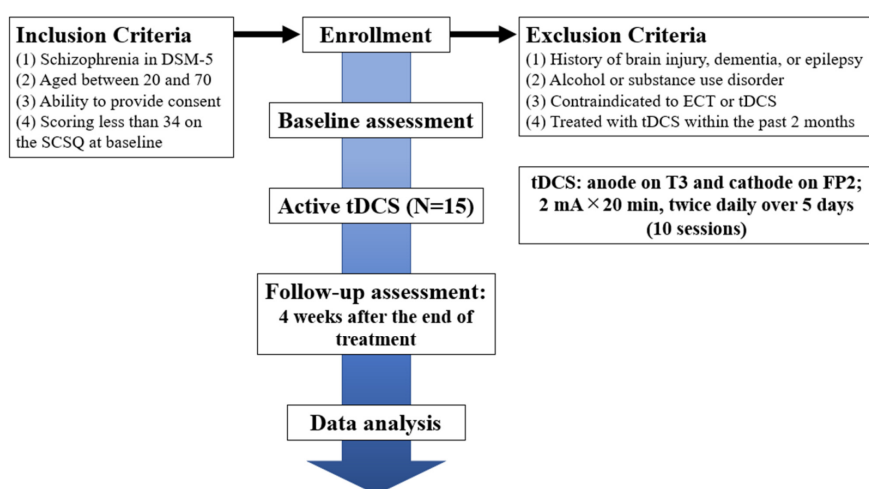 Inclusion Criteria
(1) Schizophrenia in DSM-5
(2) Aged between 20 and 70
(3) Ability to provide consent
(4) Scoring less than 34 on
the SCSQ at baseline
Enrollment
Exclusion Criteria
(1) History of brain injury, dementia, or epilepsy
(2) Alcohol or substance use disorder
(3) Contraindicated to ECT or tDCS
(4) Treated with tDCS within the past 2 months
Baseline assessment
Active tDCS (N=15)
tDCS: anode on T3 and cathode on FP2;
2 mA×20 min, twice daily over 5 days
(10 sessions)
Follow-up assessment:
4 weeks after the end of
treatment
Data analysis